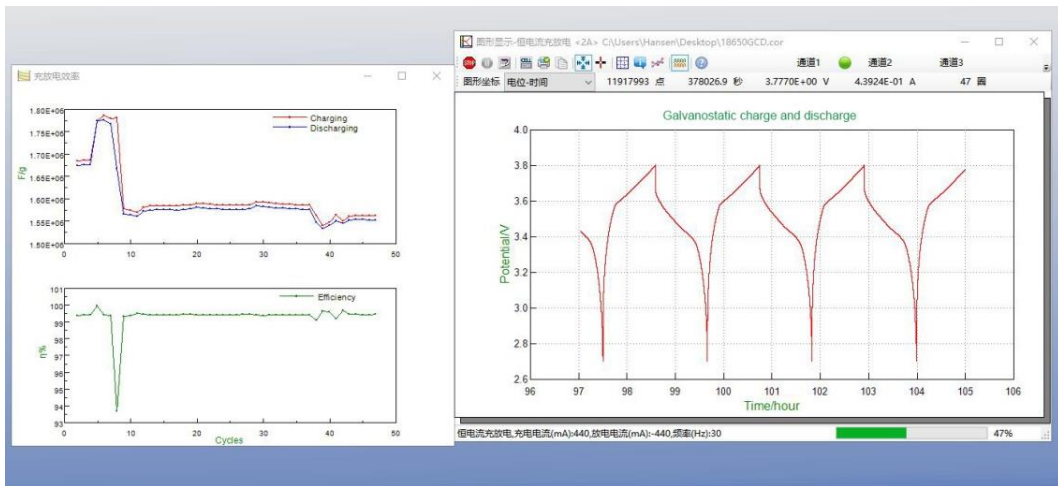 充放电效率
1.80E+06
1.75E+06
1.70E+06
1.65E+06
1.60E+06
1.55E+06
1.50E+06
F/g
Charging
Discharging
0 10 20 30 40 50
101
100
99
98
97
96
95
94
93
η%
Efficiency
0 10 20 30 40 50
Cycles
图形显示-恒电流充放电 <2A> C:\Users\Hansen\Desktop\18650GCD.cor
通道1 通道2 通道3
图形坐标 电位-时间 11917993 点 378026.9 秒 3.7770E+00 V 4.3924E-01 A 47 圈
Galvanostatic charge and discharge
4.0
3.8
3.6
3.4
3.2
3.0
2.8
2.6
Potential/V
96 97 98 99 100 101 102 103 104 105 106
Time/hour
恒电流充放电,充电电流(mA):440,放电电流(mA):-440,频率(Hz):30 47%